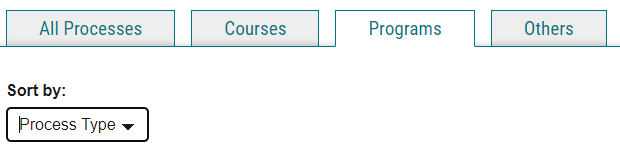 All Processes Courses Programs Others
Sort by:
Process Type